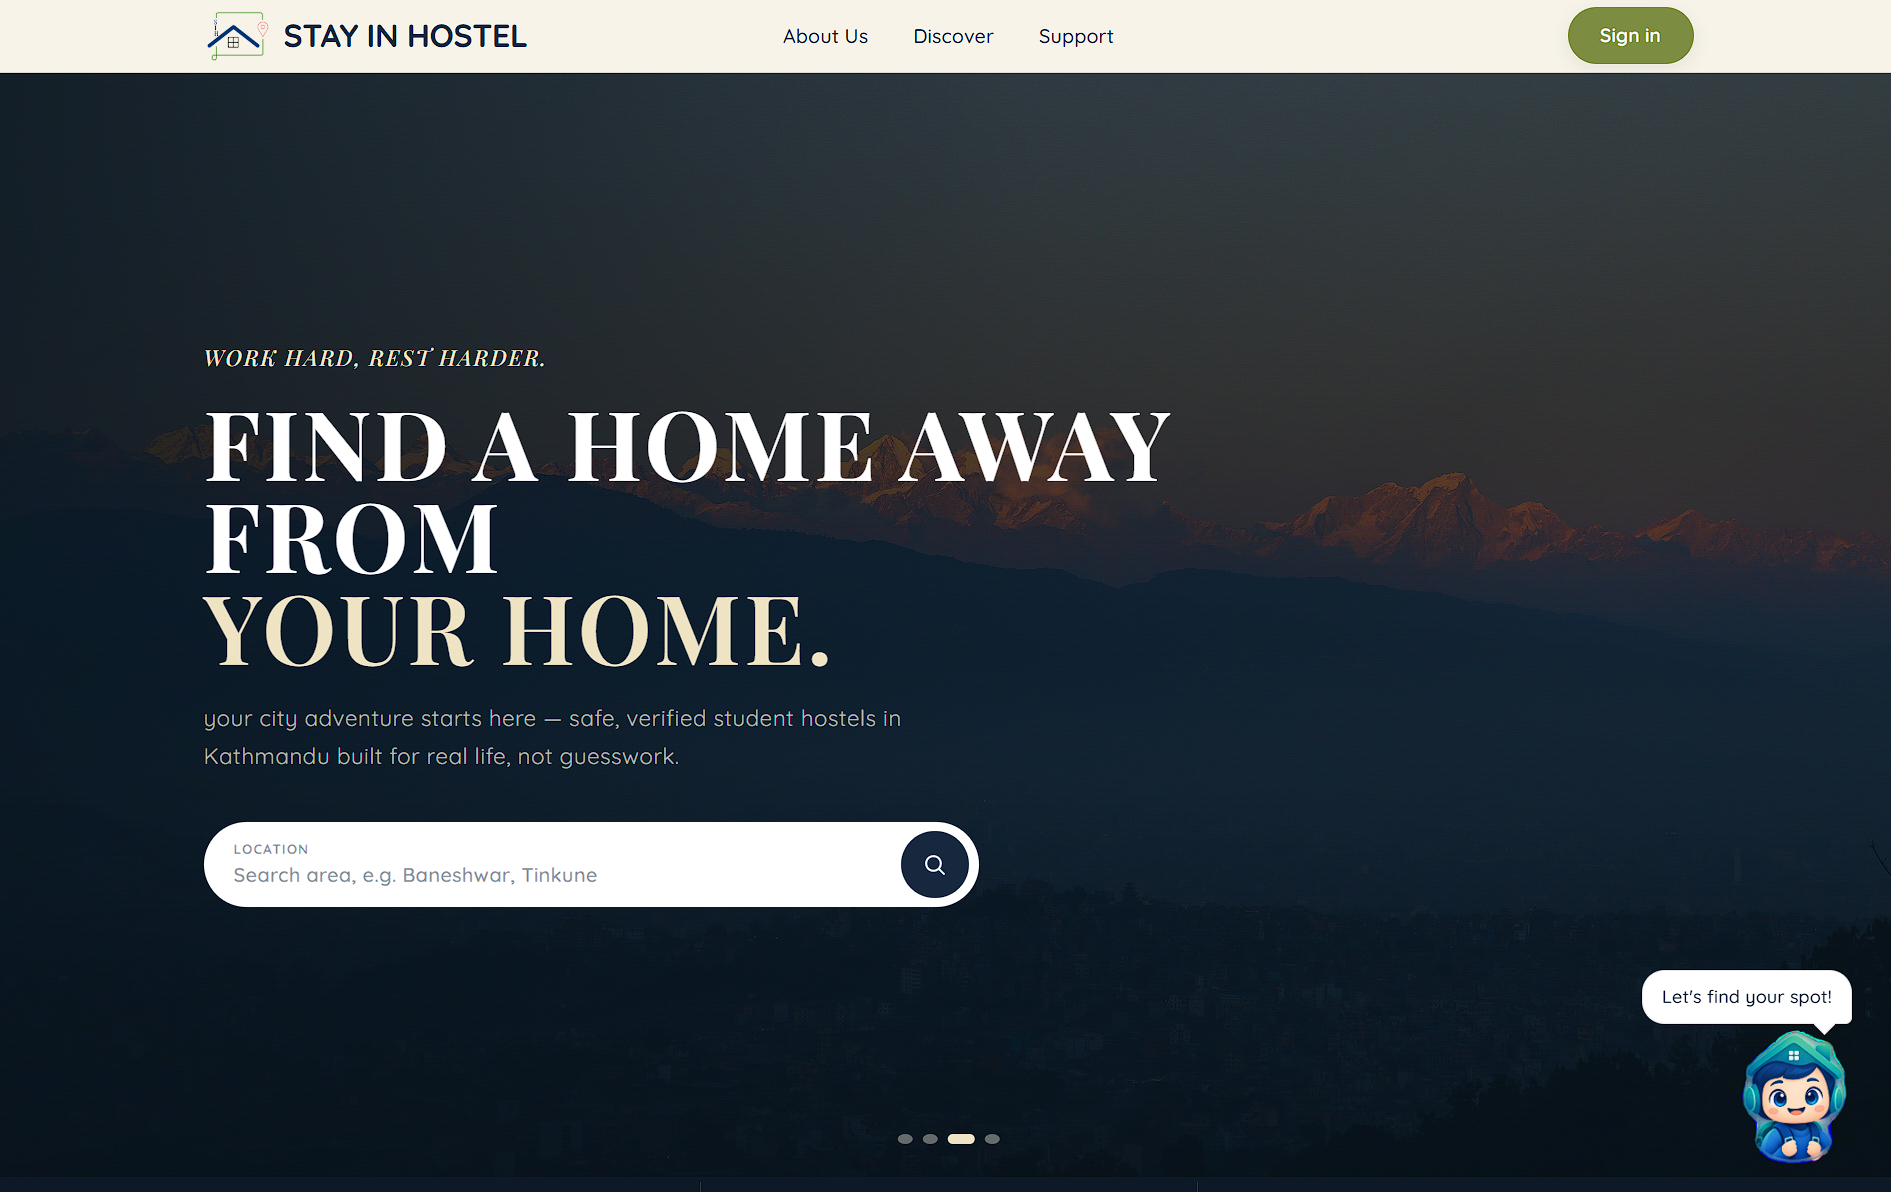 STAY IN HOSTEL
About Us
Discover
Support
Sign in
WORK HARD, REST HARDER.
FIND A HOME AWAY
FROM
YOUR HOME.
your city adventure starts here — safe, verified student hostels in
Kathmandu built for real life, not guesswork.
LOCATION
Search area, e.g. Baneshwar, Tinkune
Let's find your spot!